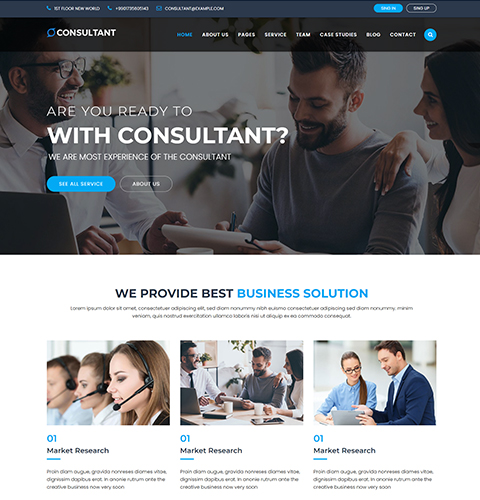 1ST FLOOR NEW WORLD +9981735601943 CONSULTANT@EXAMPLE.COM SING IN SING UP
CONSULTANT HOME ABOUT US PAGES SERVICE TEAM CASE STUDIES BLOG CONTACT
ARE YOU READY TO
WITH CONSULTANT?
WE ARE MOST EXPERIENCE OF THE CONSULTANT
SEE ALL SERVICE ABOUT US
WE PROVIDE BEST BUSINESS SOLUTION
Lorem ipsum dolor sit amet, consectetuer adipiscing elit, sed diam nonummy nibh euismo consectetuer adipiscing elit, sed diam nonummy wisi enim
veniam, quis nostrud exercitation ullamco laboris nisi ut aliquip ex ea commodo consequat.
01 01 01
Market Research Market Research Market Research
Proin diam augue, gravida nonreses diames vitae, Proin diam augue, gravida nonreses diames vitae, Proin diam augue, gravida nonreses diames vitae,
dignissim dapibus erat. In anonie rutrum ante the dignissim dapibus erat. In anonie rutrum ante the dignissim dapibus erat. In anonie rutrum ante the
creative business now very soon creative business now very soon creative business now very soon